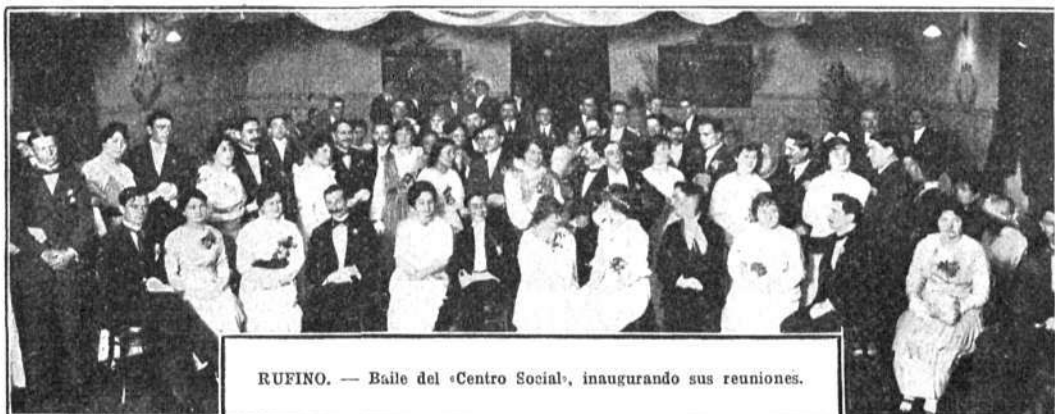 RUFINO. — Baile del «Centro Social», inaugurando sus reuniones.